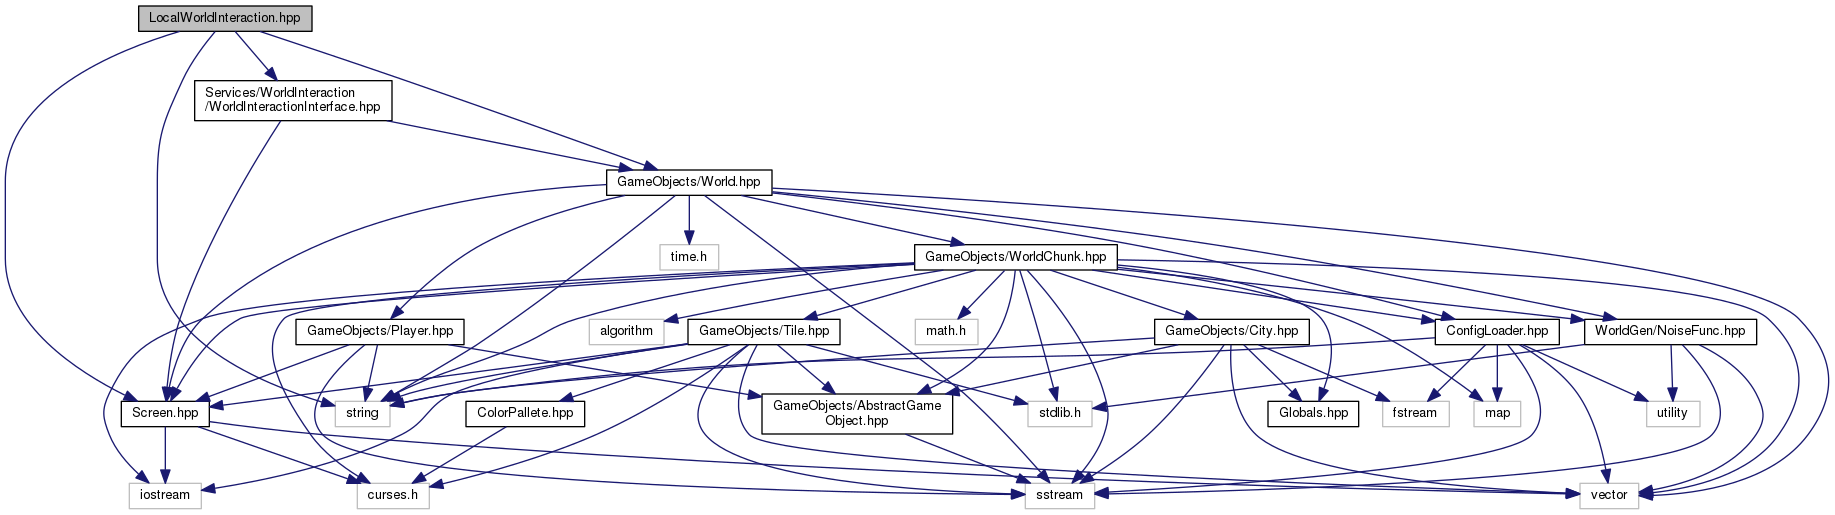 LocalWorldInteraction.hpp
Services/WorldInteraction
/WorldInteractionInterface.hpp
GameObjects/World.hpp
time.h
GameObjects/WorldChunk.hpp
GameObjects/Player.hpp
algorithm
GameObjects/Tile.hpp
math.h
GameObjects/City.hpp
ConfigLoader.hpp
WorldGen/NoiseFunc.hpp
Screen.hpp
string
ColorPallete.hpp
GameObjects/AbstractGame
Object.hpp
stdlib.h
Globals.hpp
fstream
map
utility
iostream
curses.h
sstream
vector